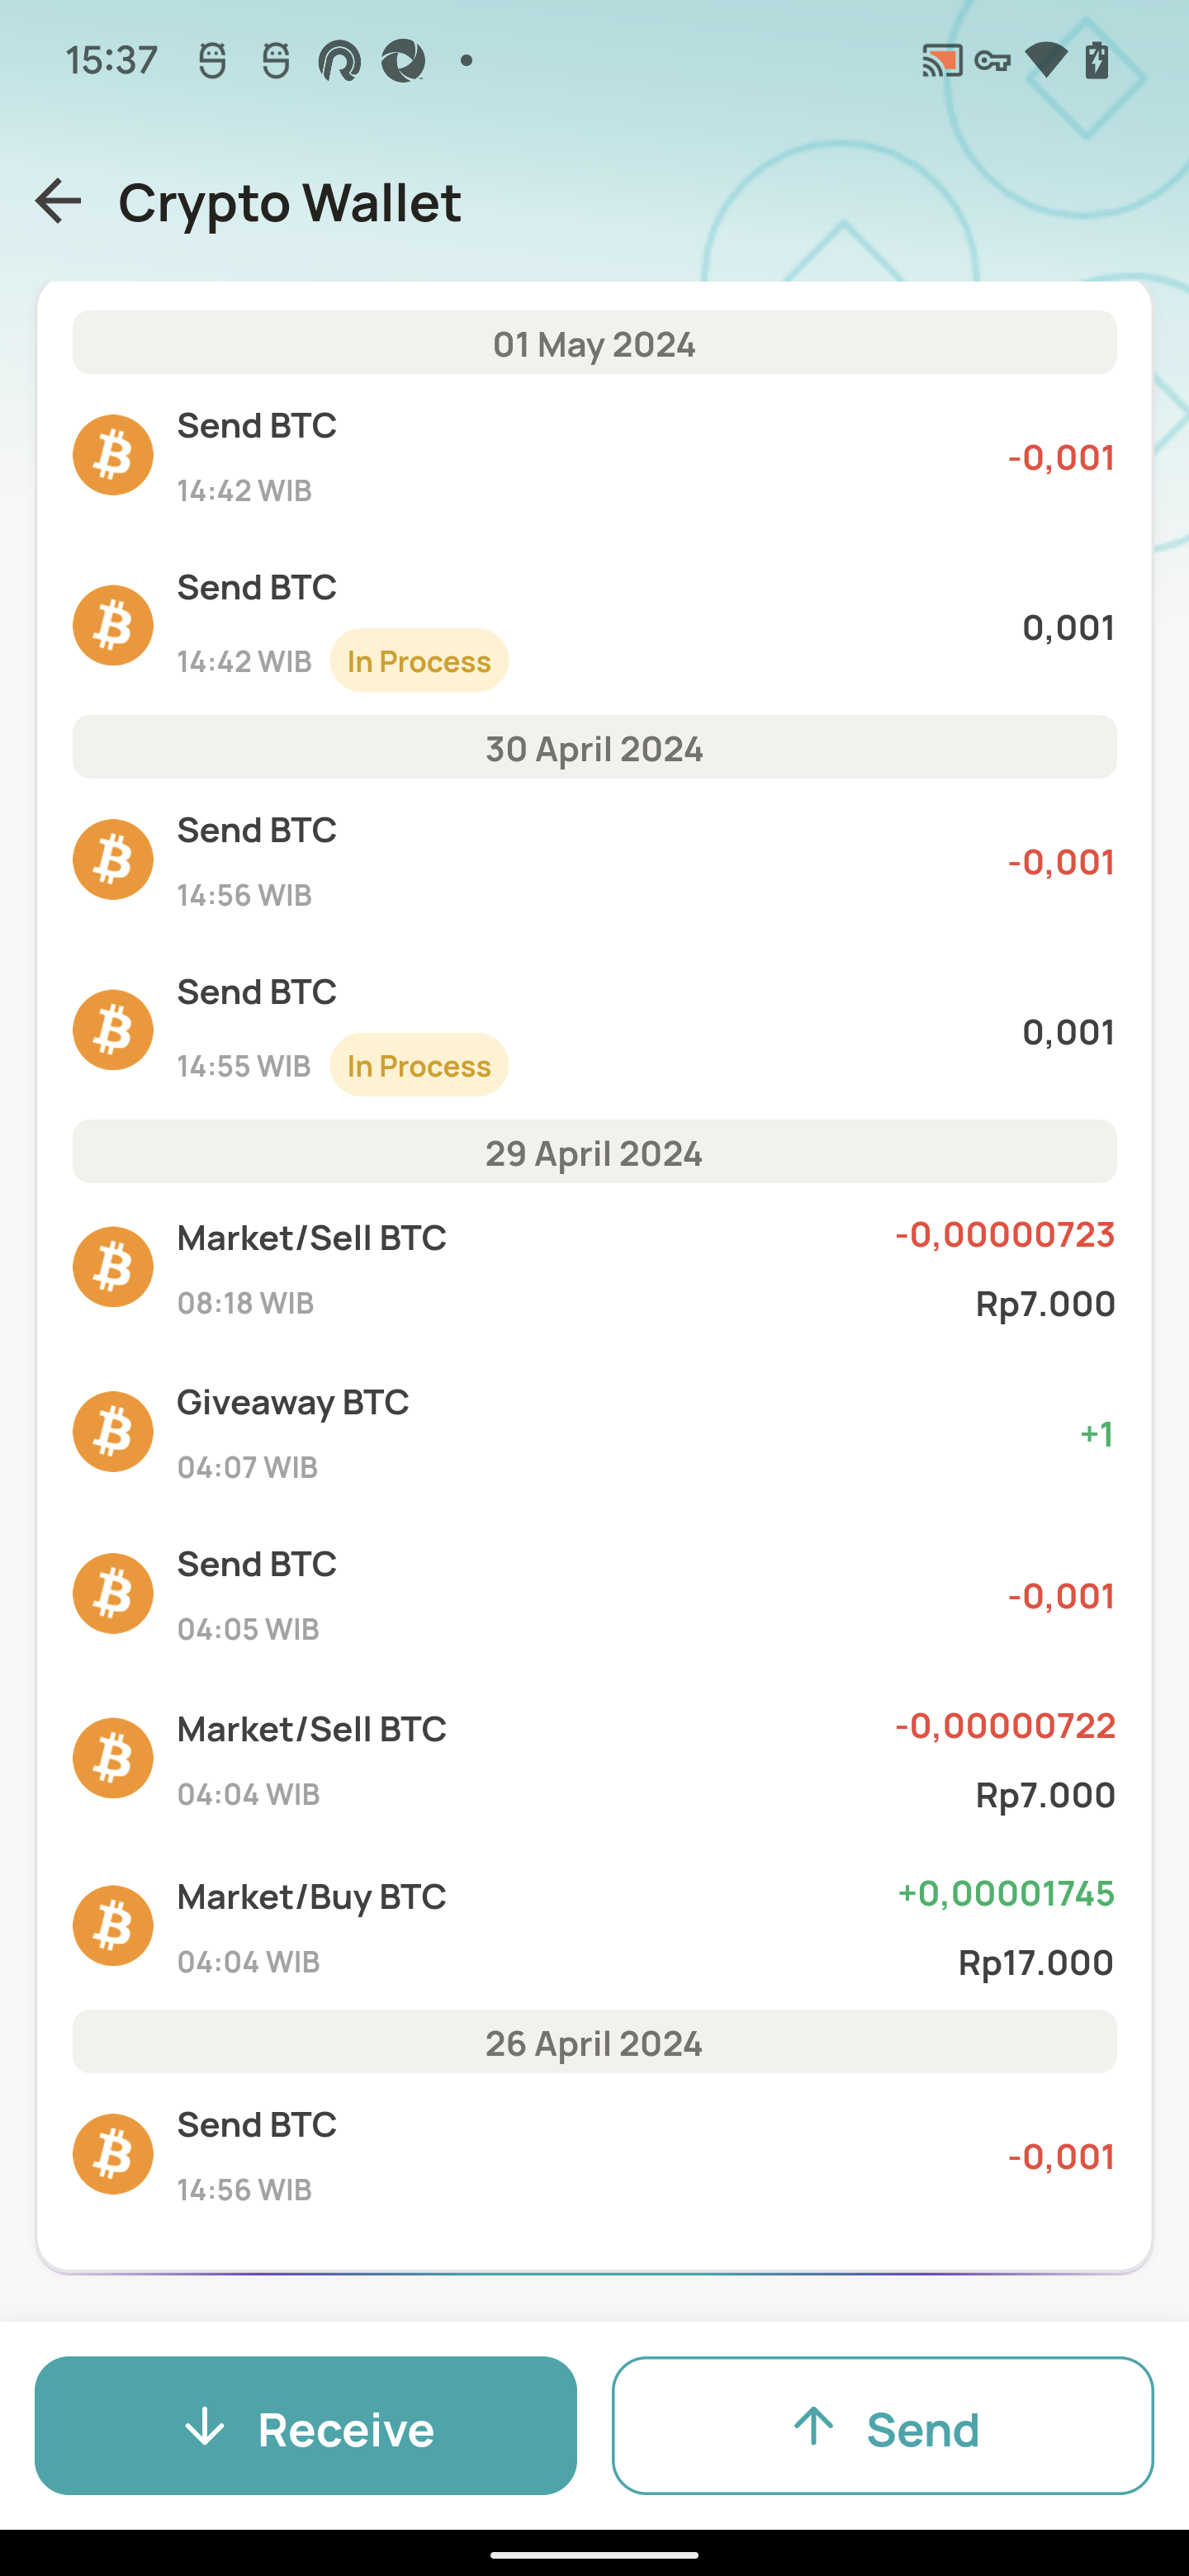 15:37
Crypto Wallet
01 May 2024
Send BTC
-0,001
14:42 WIB
Send BTC
0,001
14:42 WIB In Process
30 April 2024
Send BTC
-0,001
14:56 WIB
Send BTC
0,001
14:55 WIB In Process
29 April 2024
Market/Sell BTC -0,00000723
08:18 WIB Rp7.000
Giveaway BTC
+1
04:07 WIB
Send BTC
-0,001
04:05 WIB
Market/Sell BTC -0,00000722
04:04 WIB Rp7.000
Market/Buy BTC +0,00001745
04:04 WIB Rp17.000
26 April 2024
Send BTC
-0,001
14:56 WIB
Receive Send